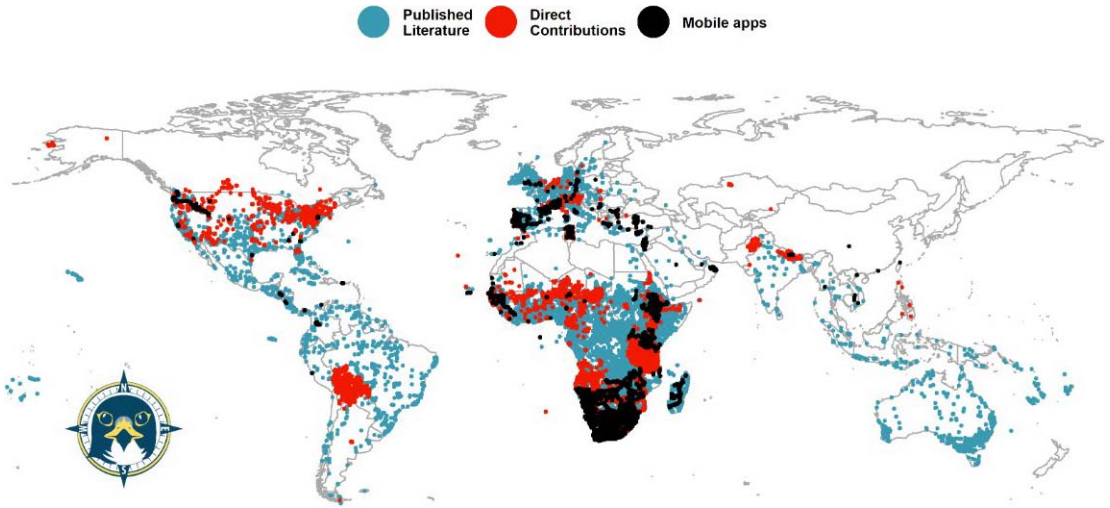 Published
Literature
Direct
Contributions
Mobile apps
N
E
S
W